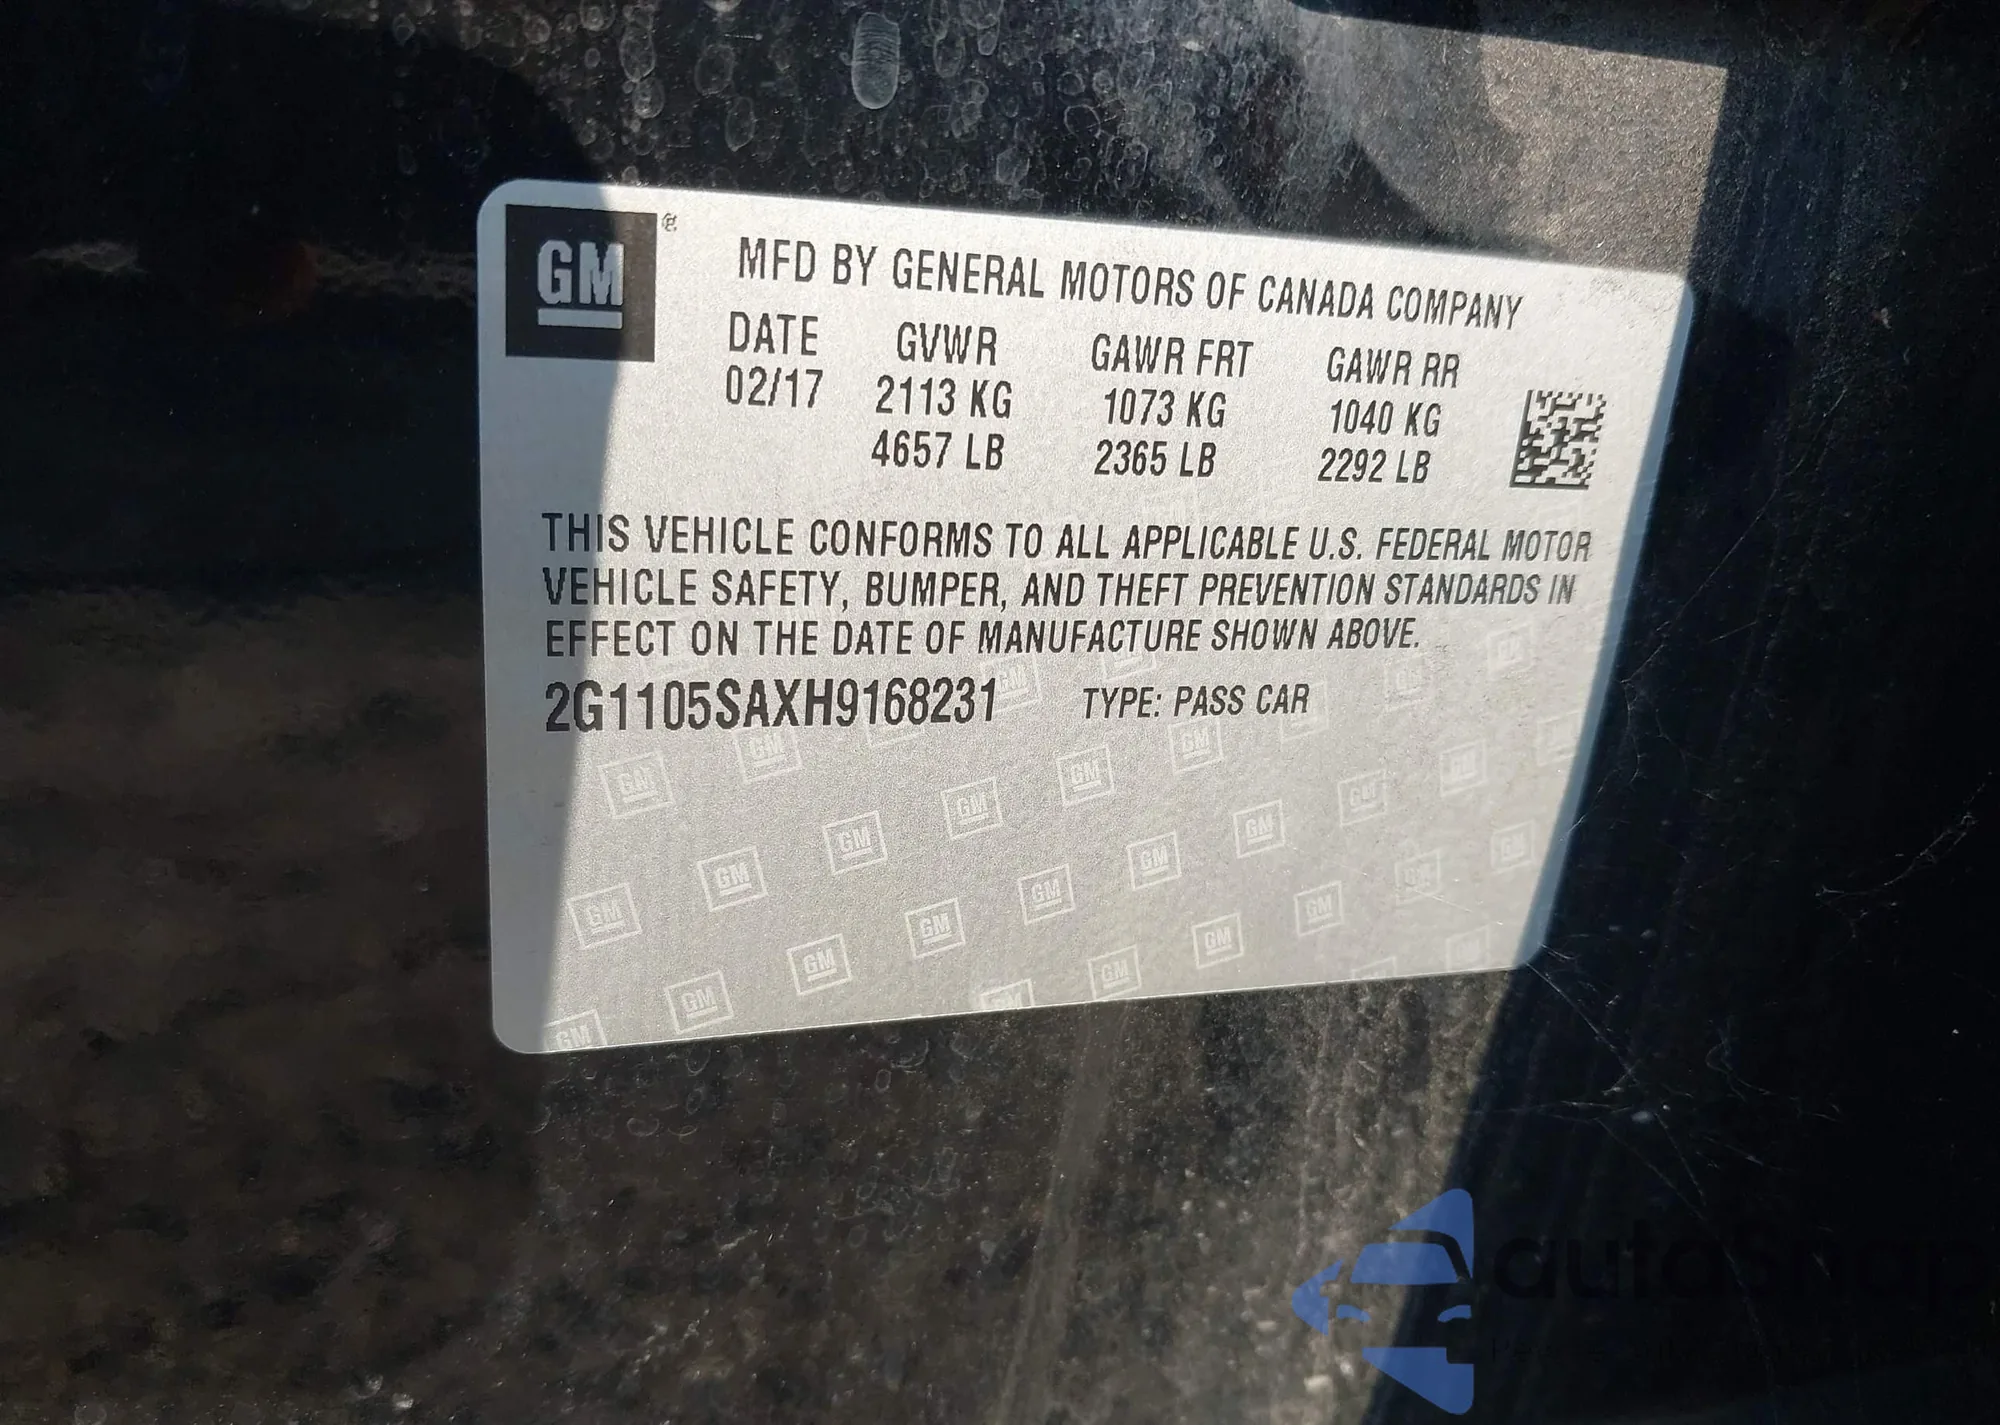 GM
MFD BY GENERAL MOTORS OF CANADA COMPANY
DATE GVWR GAWR FRT GAWR RR
02/17 2113 KG 1073 KG 1040 KG
4657 LB 2365 LB 2292 LB
THIS VEHICLE CONFORMS TO ALL APPLICABLE U.S. FEDERAL MOTOR
VEHICLE SAFETY, BUMPER, AND THEFT PREVENTION STANDARDS IN
EFFECT ON THE DATE OF MANUFACTURE SHOWN ABOVE.
2G1105SAXH9168231 TYPE: PASS CAR
autoSnap